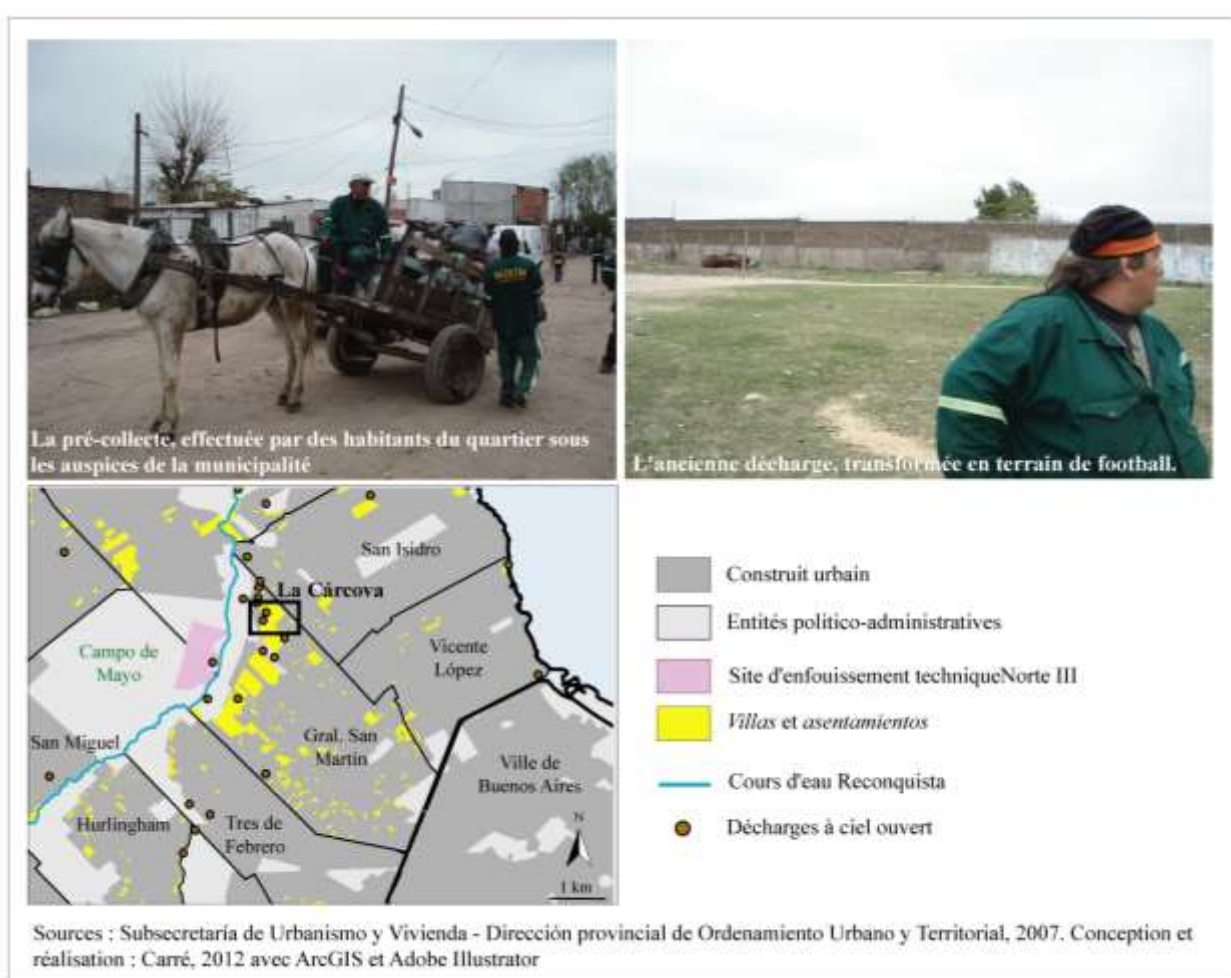 La pré-collecte, effectuée par des habitants du quartier sous
les auspices de la municipalité
L'ancienne décharge, transformée en terrain de football.
San Isidro
La Cárcova
Campo de
Mayo
Vicente
López
San Miguel
Gral. San
Martín
Ville de
Buenos Aires
Hurlingham
Tres de
Febrero
N
1 km
Construit urbain
Entités politico-administratives
Site d'enfouissement techniqueNorte III
Villas et asentamientos
Cours d'eau Reconquista
Décharges à ciel ouvert
Sources : Subsecretaría de Urbanismo y Vivienda - Dirección provincial de Ordenamiento Urbano y Territorial, 2007. Conception et
réalisation : Carré, 2012 avec ArcGIS et Adobe Illustrator